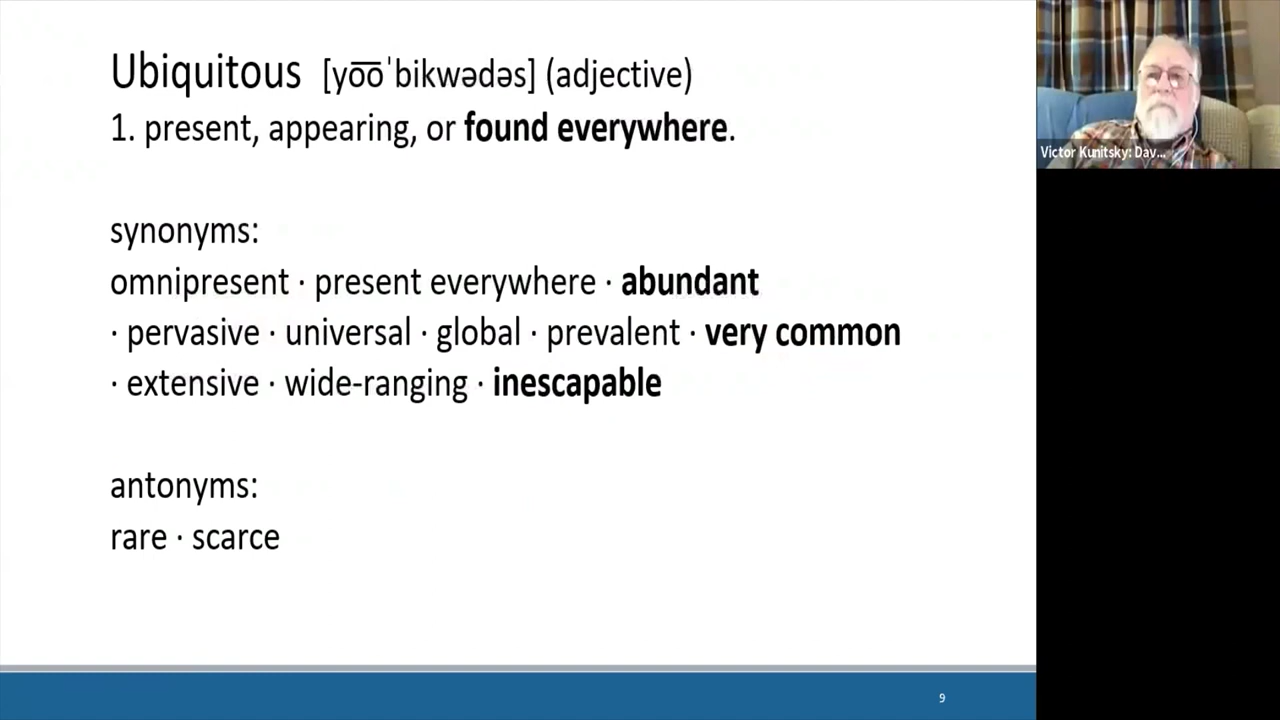 Ubiquitous [yo͞oˈbikwədəs] (adjective)
1. present, appearing, or found everywhere.
synonyms:
omnipresent · present everywhere · abundant
· pervasive · universal · global · prevalent · very common
· extensive · wide-ranging · inescapable
antonyms:
rare · scarce
9
Victor Kunitsky: Dav...